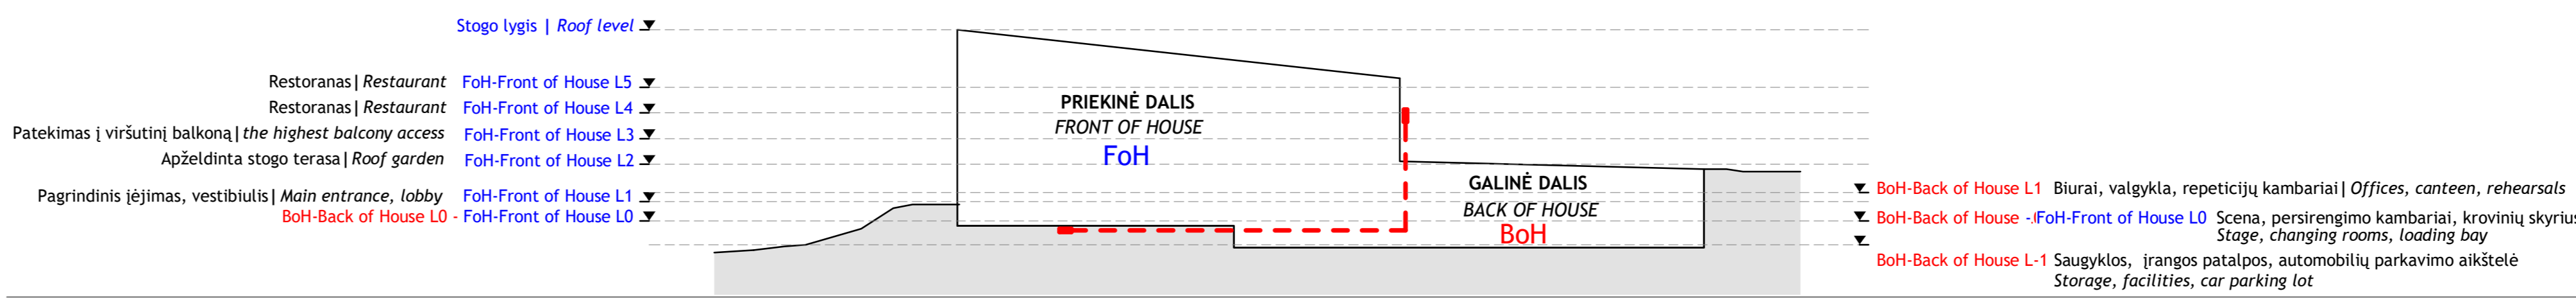 Stogo lygis | Roof level
Restoranas| Restaurant FoH-Front of House L5
Restoranas| Restaurant FoH-Front of House L4
Patekimas į viršutinį balkoną| the highest balcony access FoH-Front of House L3
Apželdinta stogo terasa| Roof garden FoH-Front of House L2
Pagrindinis įėjimas, vestibiulis| Main entrance, lobby FoH-Front of House L1
BoH-Back of House L0 - FoH-Front of House L0
PRIEKINĖ DALIS
FRONT OF HOUSE
FoH
GALINĖ DALIS
BACK OF HOUSE
BoH
BoH-Back of House L1 Biurai, valgykla, repeticijų kambariai| Offices, canteen, rehearsals
BoH-Back of House - FoH-Front of House L0 Scena, persirengimo kambariai, krovinių skyrius
Stage, changing rooms, loading bay
BoH-Back of House L-1 Saugyklos, įrangos patalpos, automobilių parkavimo aikštelė
Storage, facilities, car parking lot